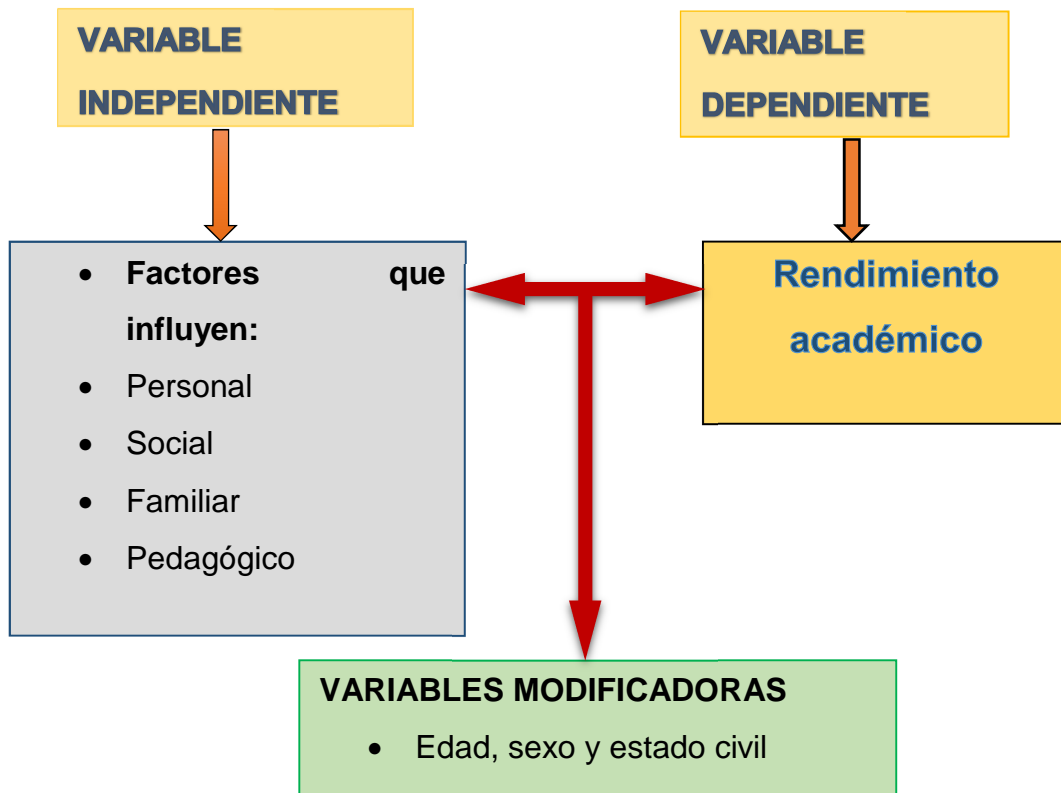 VARIABLE
INDEPENDIENTE
VARIABLE
DEPENDIENTE
• Factores que
influyen:
• Personal
• Social
• Familiar
• Pedagógico
Rendimiento
académico
VARIABLES MODIFICADORAS
• Edad, sexo y estado civil